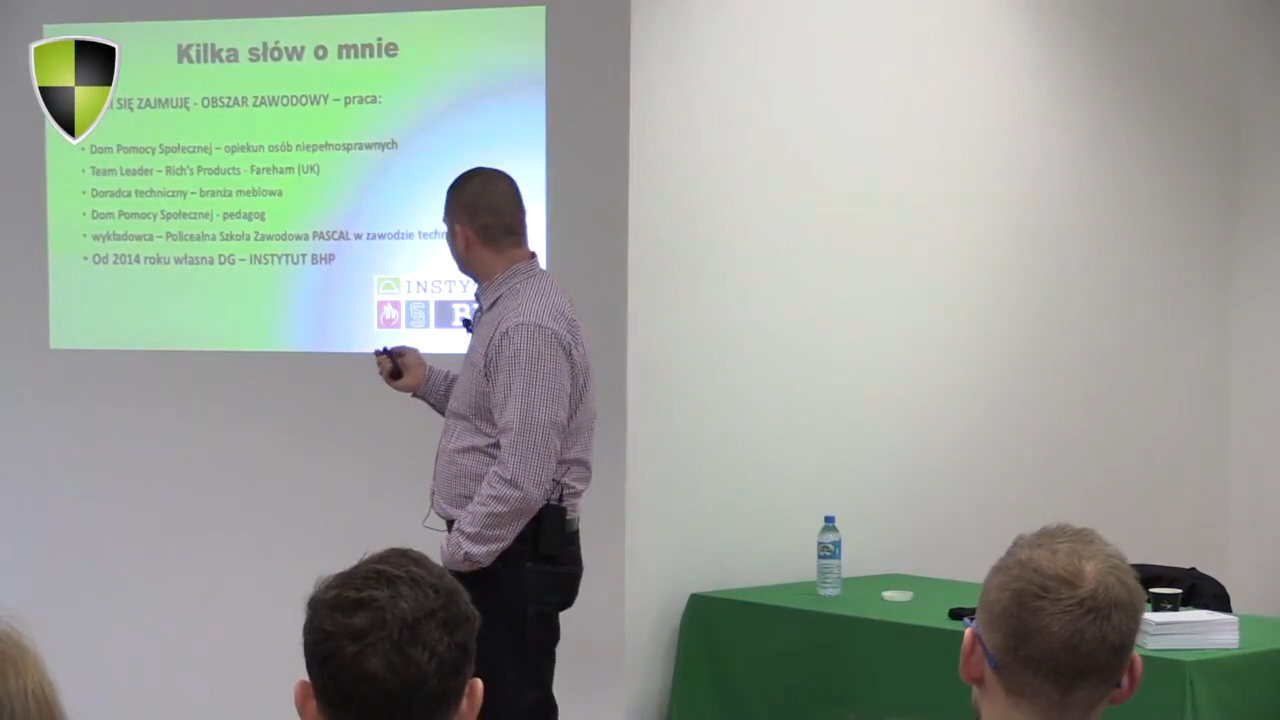 Kilka słów o mnie
SIĘ ZAJMUJĘ - OBSZAR ZAWODOWY – praca:
• Dom Pomocy Społecznej – opiekun osób niepełnosprawnych
• Team Leader – Rich's Products - Fareham (UK)
• Doradca techniczny – branża meblowa
• Dom Pomocy Społecznej - pedagog
• wykładowca – Policealna Szkoła Zawodowa PASCAL w zawodzie techn
• Od 2014 roku własna DG – INSTYTUT BHP
INSTY
§ B